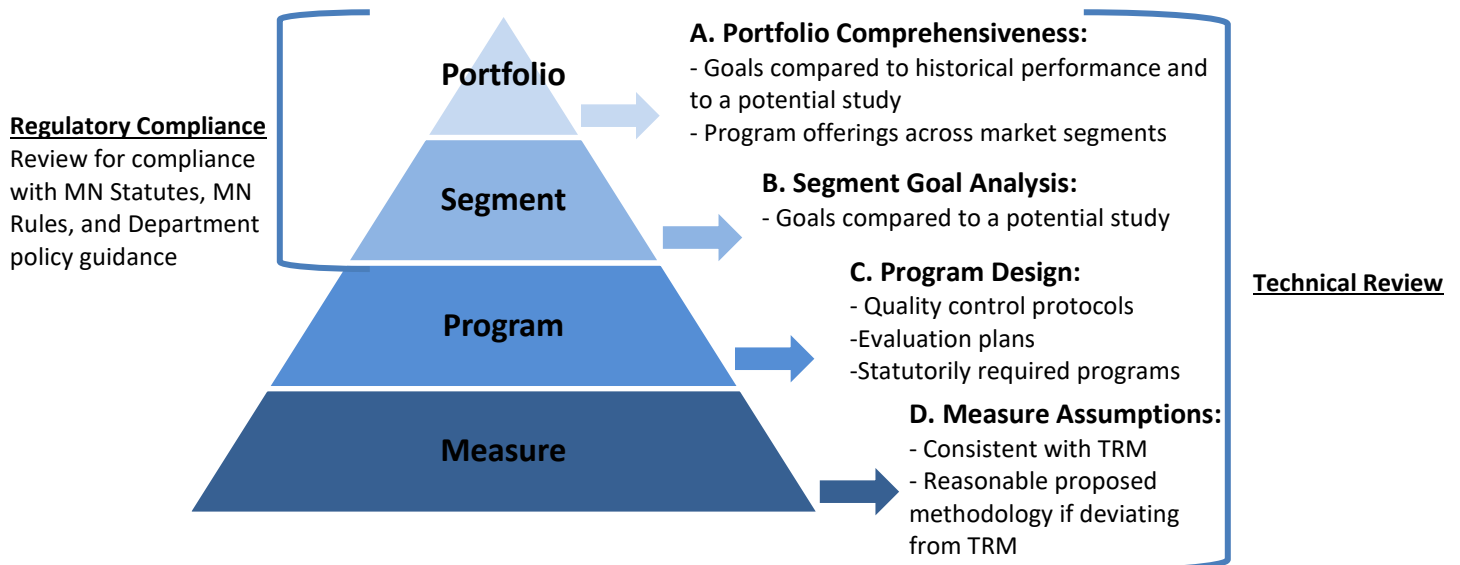 Regulatory Compliance
Review for compliance
with MN Statutes, MN
Rules, and Department
policy guidance
Portfolio
Segment
Program
Measure
A. Portfolio Comprehensiveness:
- Goals compared to historical performance and
to a potential study
- Program offerings across market segments
B. Segment Goal Analysis:
- Goals compared to a potential study
C. Program Design:
- Quality control protocols
-Evaluation plans
-Statutorily required programs
D. Measure Assumptions:
- Consistent with TRM
- Reasonable proposed
methodology if deviating
from TRM
Technical Review